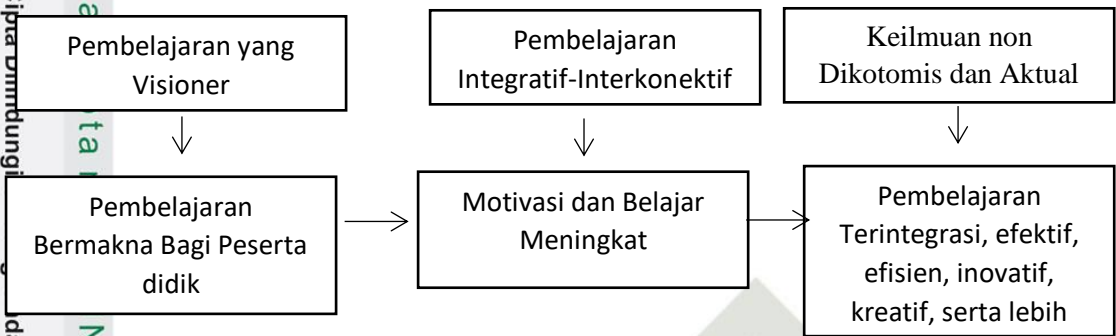 Pembelajaran yang
Visioner
Pembelajaran
Integratif-Interkonektif
Keilmuan non
Dikotomis dan Aktual
Pembelajaran
Bermakna Bagi Peserta
didik
Motivasi dan Belajar
Meningkat
Pembelajaran
Terintegrasi, efektif,
efisien, inovatif,
kreatif, serta lebih